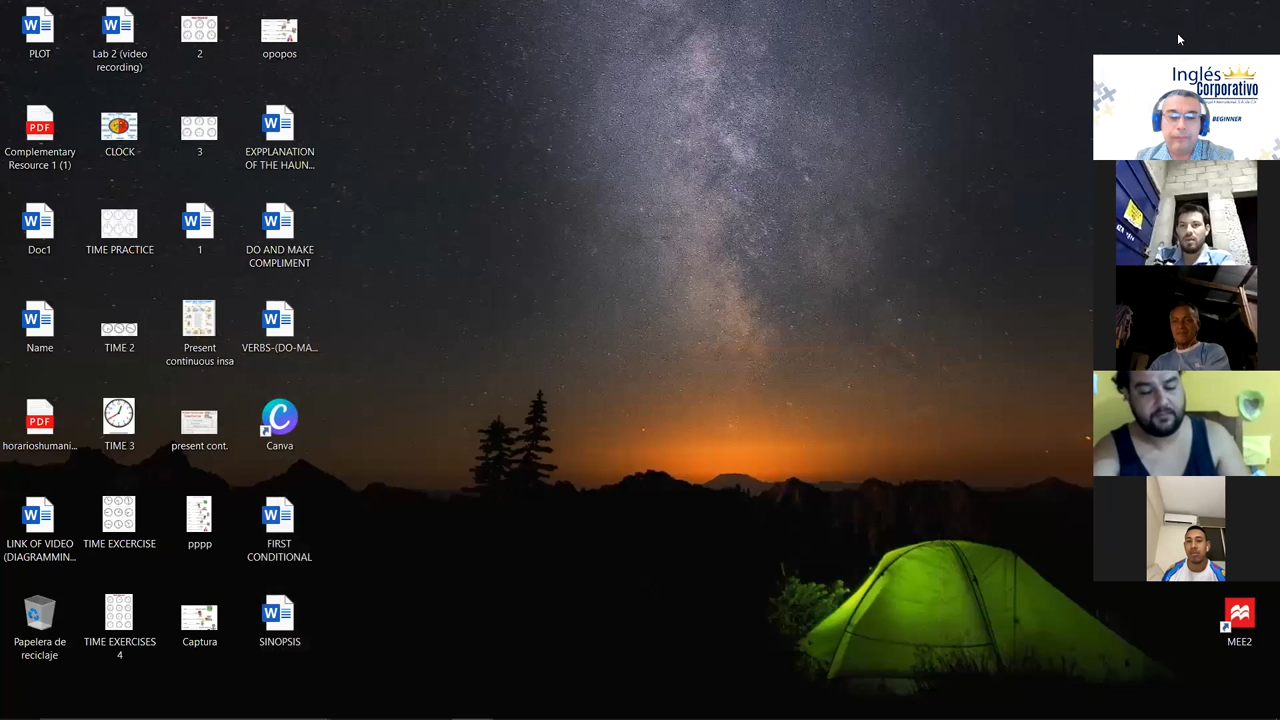 PLOT
Lab 2 (video
recording)
2
opopos
Complementary
Resource 1 (1)
CLOCK -
3
EXPPLANATION
OF THE HAUN...
Doc1
TIME PRACTICE
1
DO AND MAKE
COMPLIMENT
Name
TIME 2
Present
continuous insa
VERBS-(DO-MA...
horarioshumani...
TIME 3
present cont.
Canva
LINK OF VIDEO
(DIAGRAMMIN...
TIME EXCERCISE
pppp
FIRST
CONDITIONAL
Papelera de
reciclaje
TIME EXERCISES
4
Captura
SINOPSIS
Inglés
Corporativo
BEGINNER
MEE2
PDF
PDF